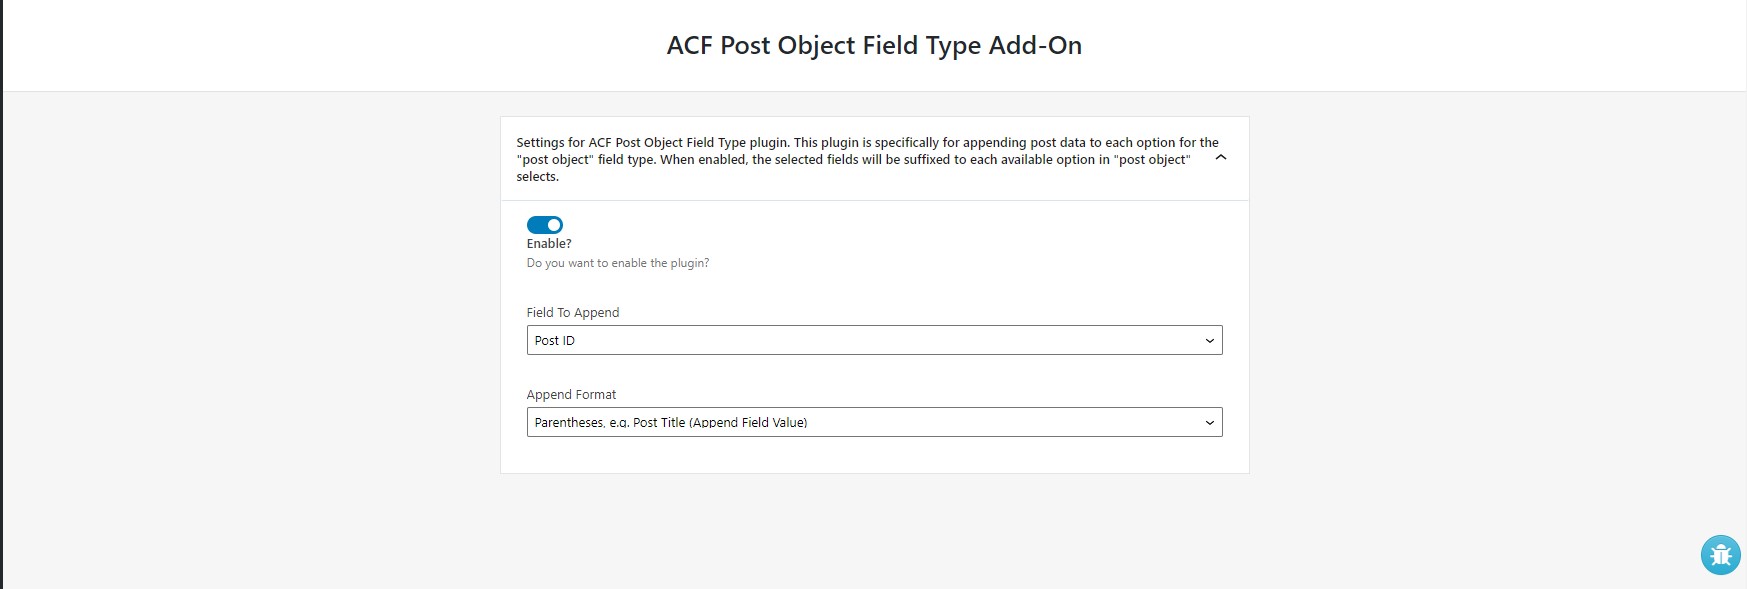 ACF Post Object Field Type Add-On
Settings for ACF Post Object Field Type plugin. This plugin is specifically for appending post data to each option for the
"post object" field type. When enabled, the selected fields will be suffixed to each available option in "post object"
selects.
Enable?
Do you want to enable the plugin?
Field To Append
Post ID
Append Format
Parentheses, e.g. Post Title (Append Field Value)